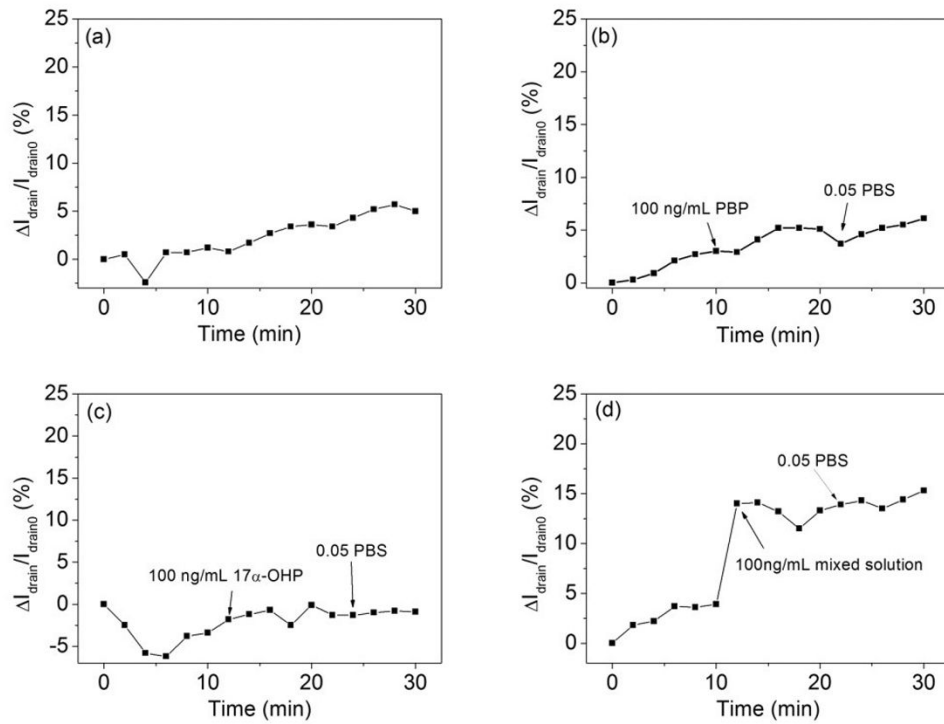 (a)
25
20
15
10
5
0
ΔI_drain/I_drain0 (%)
0 10 20 30
Time (min)
(b)
25
20
15
10
5
0
ΔI_drain/I_drain0 (%)
100 ng/mL PBP
0.05 PBS
0 10 20 30
Time (min)
(c)
25
20
15
10
5
0
-5
ΔI_drain/I_drain0 (%)
0.05 PBS
100 ng/mL 17α-OHP
0 10 20 30
Time (min)
(d)
25
20
15
10
5
0
ΔI_drain/I_drain0 (%)
0.05 PBS
100ng/mL mixed solution
0 10 20 30
Time (min)